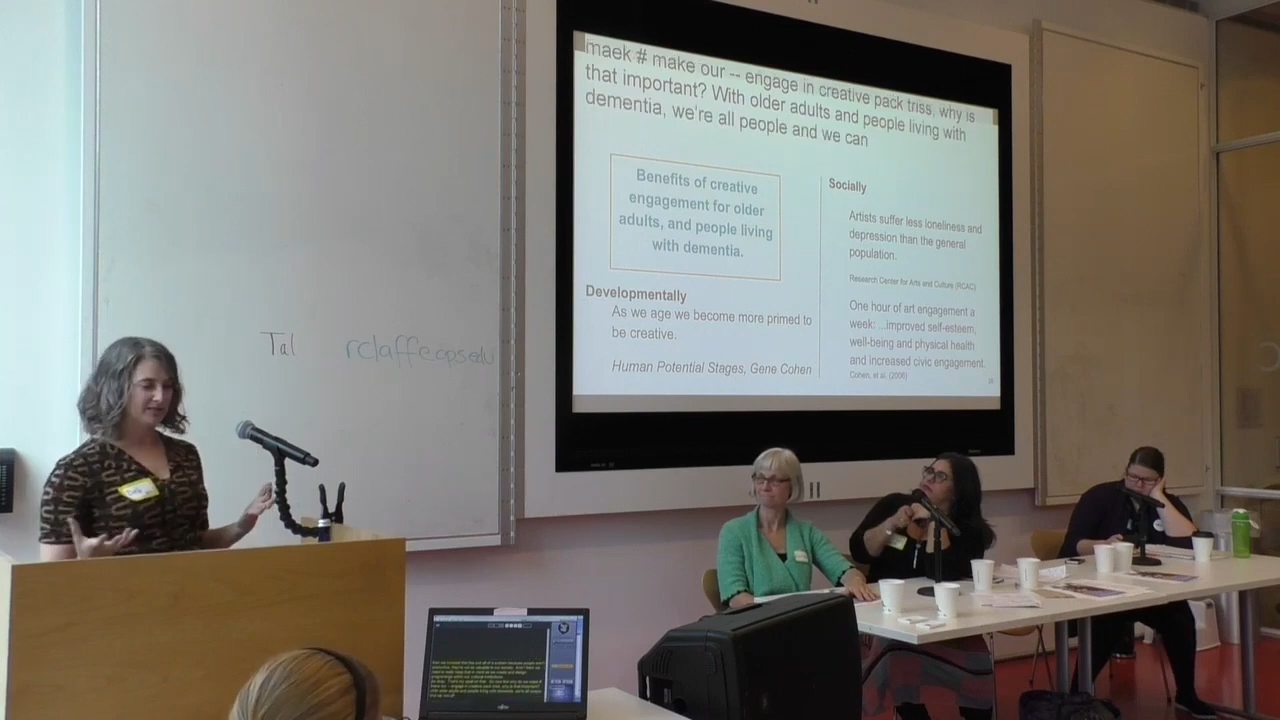 maek # make our -- engage in creative pack triss, why is
that important? With older adults and people living with
dementia, we're all people and we can
Benefits of creative
engagement for older
adults, and people living
with dementia.
Developmentally
As we age we become more primed to
be creative.
Human Potential Stages, Gene Cohen
Socially
Artists suffer less loneliness and
depression than the general
population.
Research Center for Arts and Culture (RCAC)
One hour of art engagement a
week: ...improved self-esteem,
well-being and physical health
and increased civic engagement.
Cohen, et al. (2006)
Tal